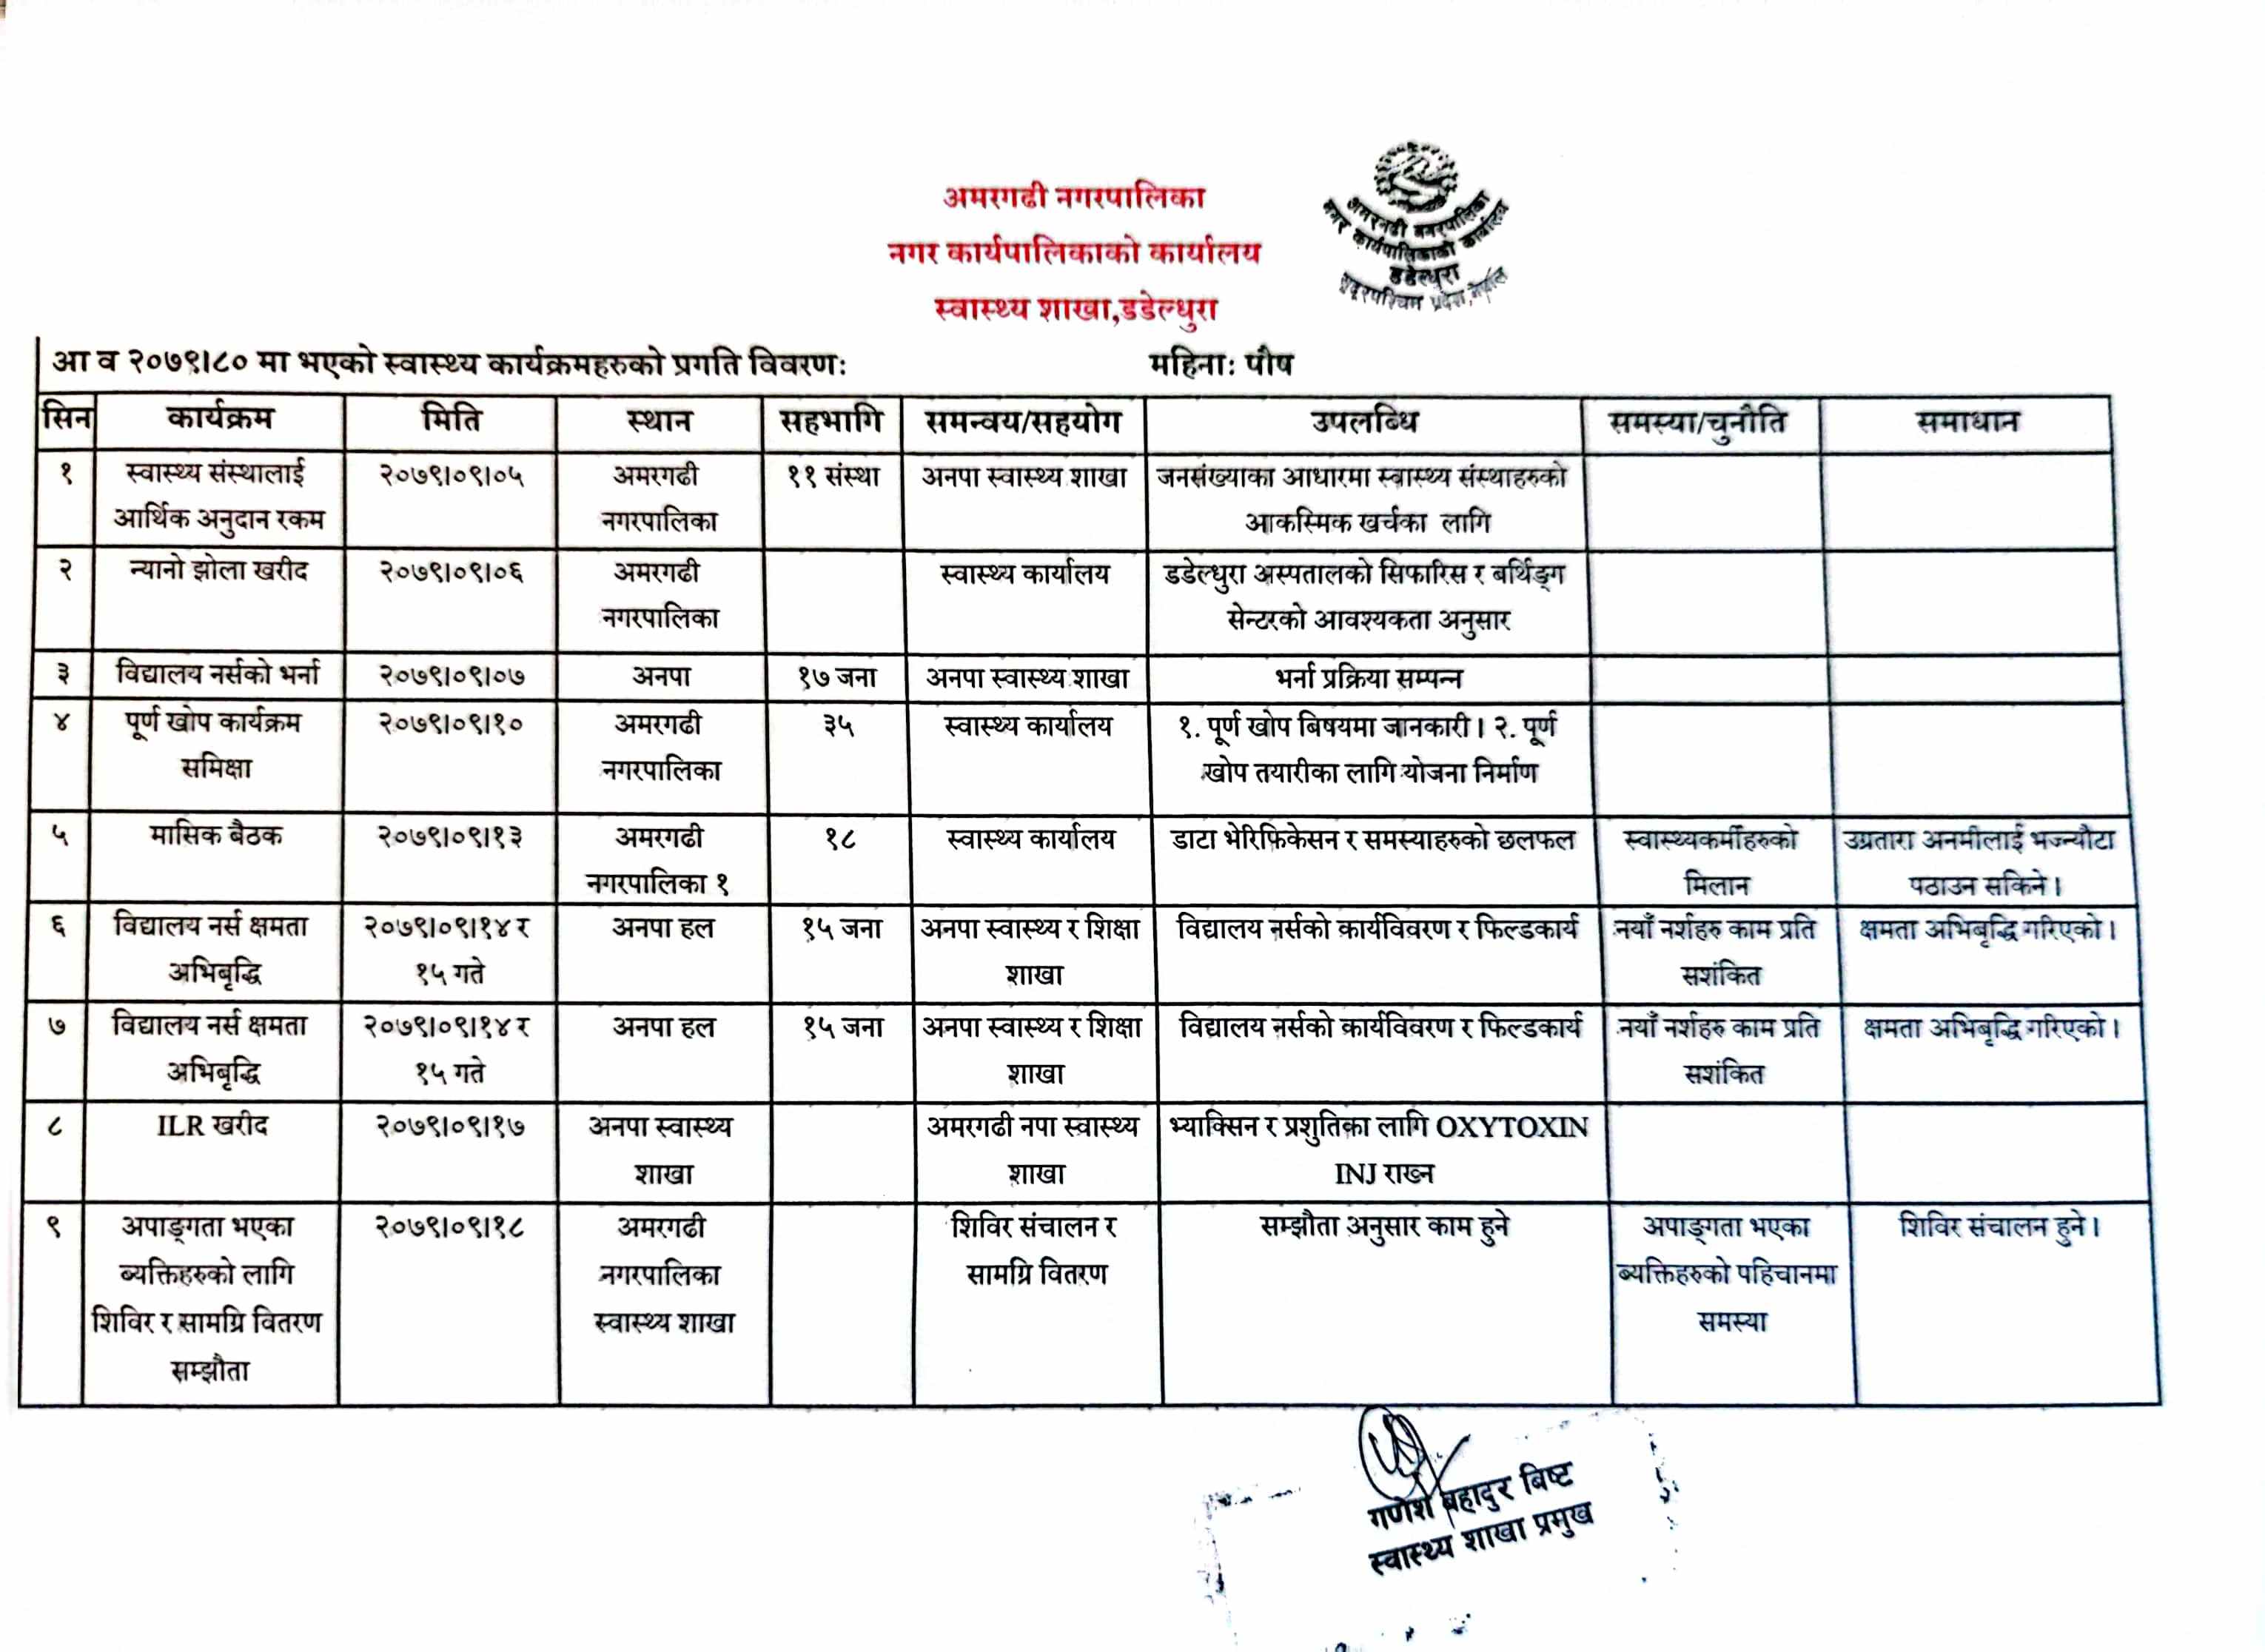 अमरगढी नगरपालिका
नगर कार्यपालिकाको कार्यालय
स्वास्थ्य शाखा,डडेल्धुरा
अमरगढी नगरपालिका
नगर कार्यपालिकाको कार्यालय
डडेल्धुरा
सुदूरपश्चिम प्रदेश,नेपाल
आ व २०७९।८० मा भएको स्वास्थ्य कार्यक्रमहरुको प्रगति विवरणः महिनाः पौष
सिन कार्यक्रम मिति स्थान सहभागि समन्वय/सहयोग उपलब्धि समस्या/चुनौति समाधान
१ स्वास्थ्य संस्थालाई २०७९।०९।०५ अमरगढी ११ संस्था अनपा स्वास्थ्य शाखा जनसंख्याका आधारमा स्वास्थ्य संस्थाहरुको
आर्थिक अनुदान रकम नगरपालिका आकस्मिक खर्चका लागि
२ न्यानो झोला खरीद २०७९।०९।०६ अमरगढी स्वास्थ्य कार्यालय डडेल्धुरा अस्पतालको सिफारिस र बर्थिङ्ग
नगरपालिका सेन्टरको आवश्यकता अनुसार
३ विद्यालय नर्सको भर्ना २०७९।०९।०७ अनपा १७ जना अनपा स्वास्थ्य शाखा भर्ना प्रक्रिया सम्पन्न
४ पूर्ण खोप कार्यक्रम २०७९।०९।१० अमरगढी ३५ स्वास्थ्य कार्यालय १. पूर्ण खोप बिषयमा जानकारी । २. पूर्ण
समिक्षा नगरपालिका खोप तयारीका लागि योजना निर्माण
५ मासिक बैठक २०७९।०९।१३ अमरगढी १८ स्वास्थ्य कार्यालय डाटा भेरिफिकेसन र समस्याहरुको छलफल स्वास्थ्यकर्मीहरुको उग्रतारा अनमीलाई भज्न्यौटा
नगरपालिका १ मिलान पठाउन सकिने ।
६ विद्यालय नर्स क्षमता २०७९।०९।१४ र अनपा हल १५ जना अनपा स्वास्थ्य र शिक्षा विद्यालय नर्सको कार्यविवरण र फिल्डकार्य नयाँ नर्शहरु काम प्रति क्षमता अभिबृद्धि गरिएको ।
अभिबृद्धि १५ गते शाखा सशंकित
७ विद्यालय नर्स क्षमता २०७९।०९।१४ र अनपा हल १५ जना अनपा स्वास्थ्य र शिक्षा विद्यालय नर्सको कार्यविवरण र फिल्डकार्य नयाँ नर्शहरु काम प्रति क्षमता अभिबृद्धि गरिएको ।
अभिबृद्धि १५ गते शाखा सशंकित
८ ILR खरीद २०७९।०९।१७ अनपा स्वास्थ्य अमरगढी नपा स्वास्थ्य भ्याक्सिन र प्रशुतिका लागि OXYTOXIN
शाखा शाखा INJ राख्न
९ अपाङ्गता भएका २०७९।०९।१८ अमरगढी शिविर संचालन र सम्झौता अनुसार काम हुने अपाङ्गता भएका शिविर संचालन हुने ।
ब्यक्तिहरुको लागि नगरपालिका सामग्रि वितरण ब्यक्तिहरुको पहिचानमा
शिविर र सामग्रि वितरण स्वास्थ्य शाखा समस्या
सम्झौता
गणेश बहादुर बिष्ट
स्वास्थ्य शाखा प्रमुख